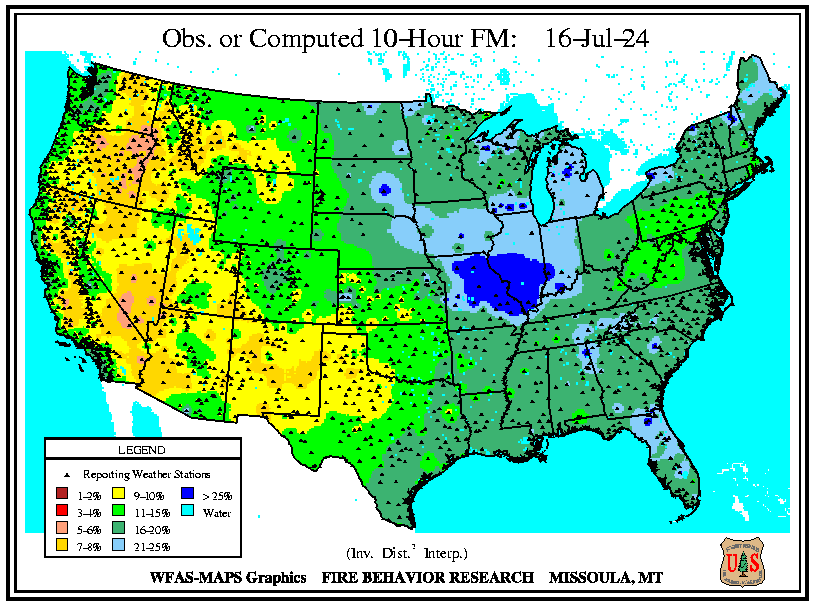 Obs. or Computed 10-Hour FM: 16-Jul-24
LEGEND
Reporting Weather Stations
1-2% 9-10% > 25%
3-4% 11-15% Water
5-6% 16-20%
7-8% 21-25%
(Inv. Dist.² Interp.)
WFAS-MAPS Graphics FIRE BEHAVIOR RESEARCH MISSOULA, MT
U S